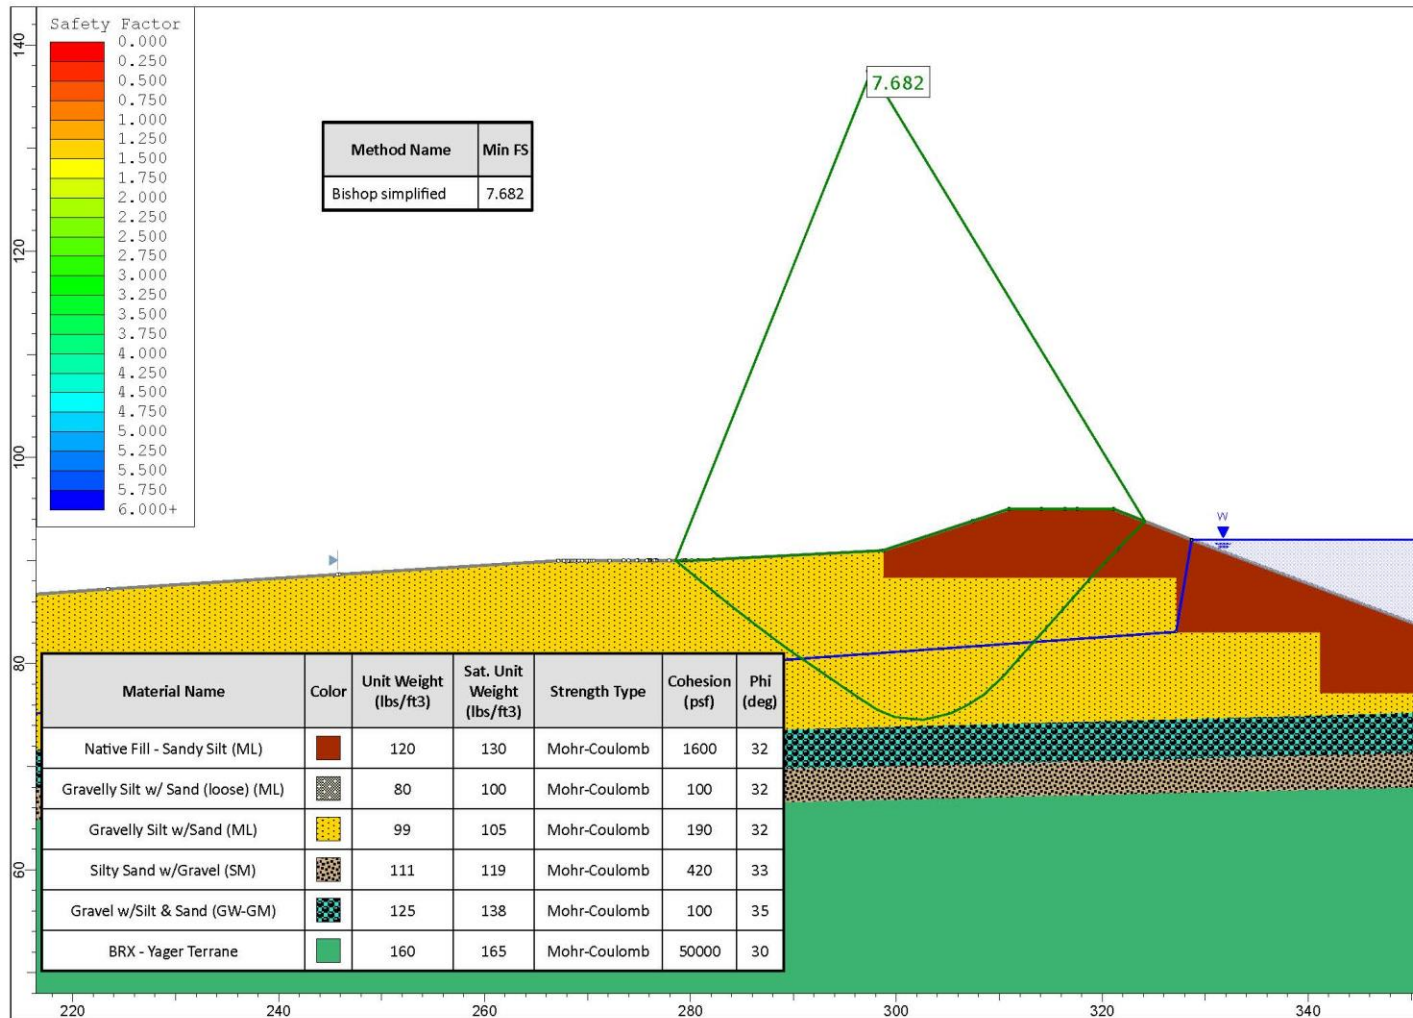 Safety Factor
0.000
0.250
0.500
0.750
1.000
1.250
1.500
1.750
2.000
2.250
2.500
2.750
3.000
3.250
3.500
3.750
4.000
4.250
4.500
4.750
5.000
5.250
5.500
5.750
6.000+
Method Name Min FS
Bishop simplified 7.682
7.682
W
140
120
100
80
60
Material Name Color Unit Weight (lbs/ft3) Sat. Unit Weight (lbs/ft3) Strength Type Cohesion (psf) Phi (deg)
Native Fill - Sandy Silt (ML) 120 130 Mohr-Coulomb 1600 32
Gravelly Silt w/ Sand (loose) (ML) 80 100 Mohr-Coulomb 100 32
Gravelly Silt w/Sand (ML) 99 105 Mohr-Coulomb 190 32
Silty Sand w/Gravel (SM) 111 119 Mohr-Coulomb 420 33
Gravel w/Silt & Sand (GW-GM) 125 138 Mohr-Coulomb 100 35
BRX - Yager Terrane 160 165 Mohr-Coulomb 50000 30
220 240 260 280 300 320 340